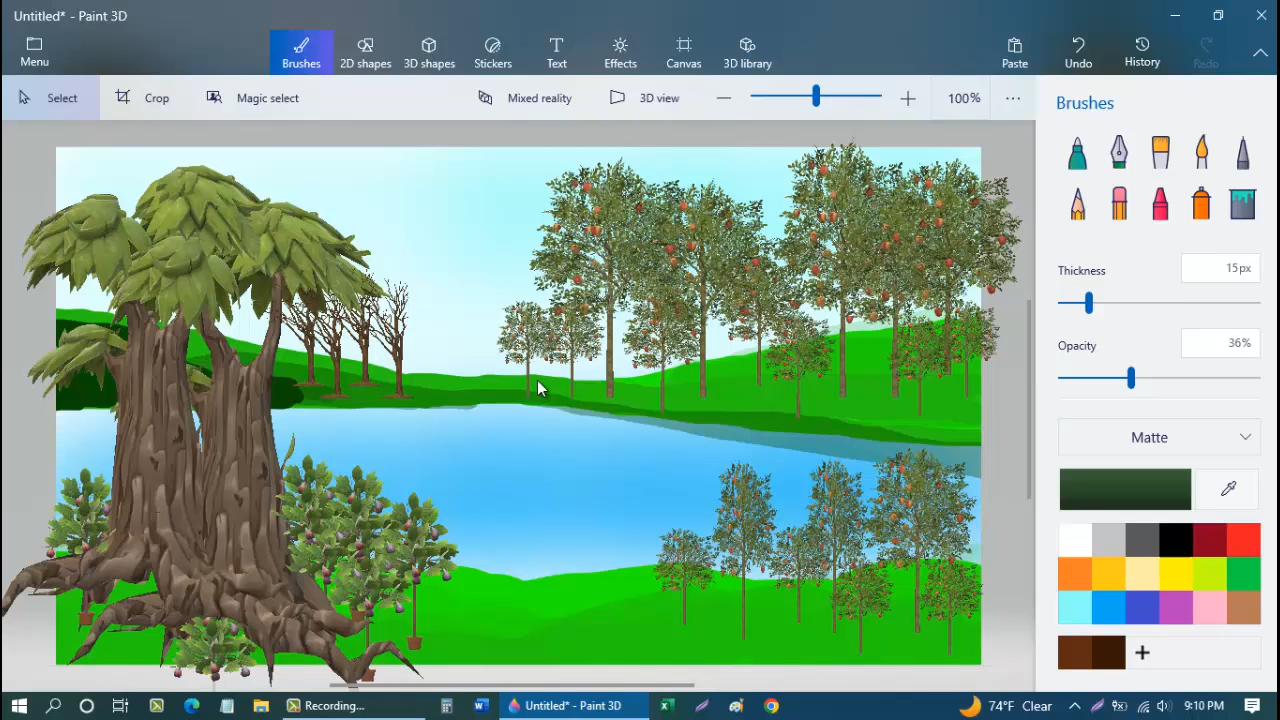 Untitled* - Paint 3D
Menu
Brushes
2D shapes
3D shapes
Stickers
Text
Effects
Canvas
3D library
Paste
Undo
History
Redo
Select
Crop
Magic select
Mixed reality
3D view
100%
Brushes
Thickness
15px
Opacity
36%
Matte
Recording...
Untitled* - Paint 3D
74°F Clear
9:10 PM